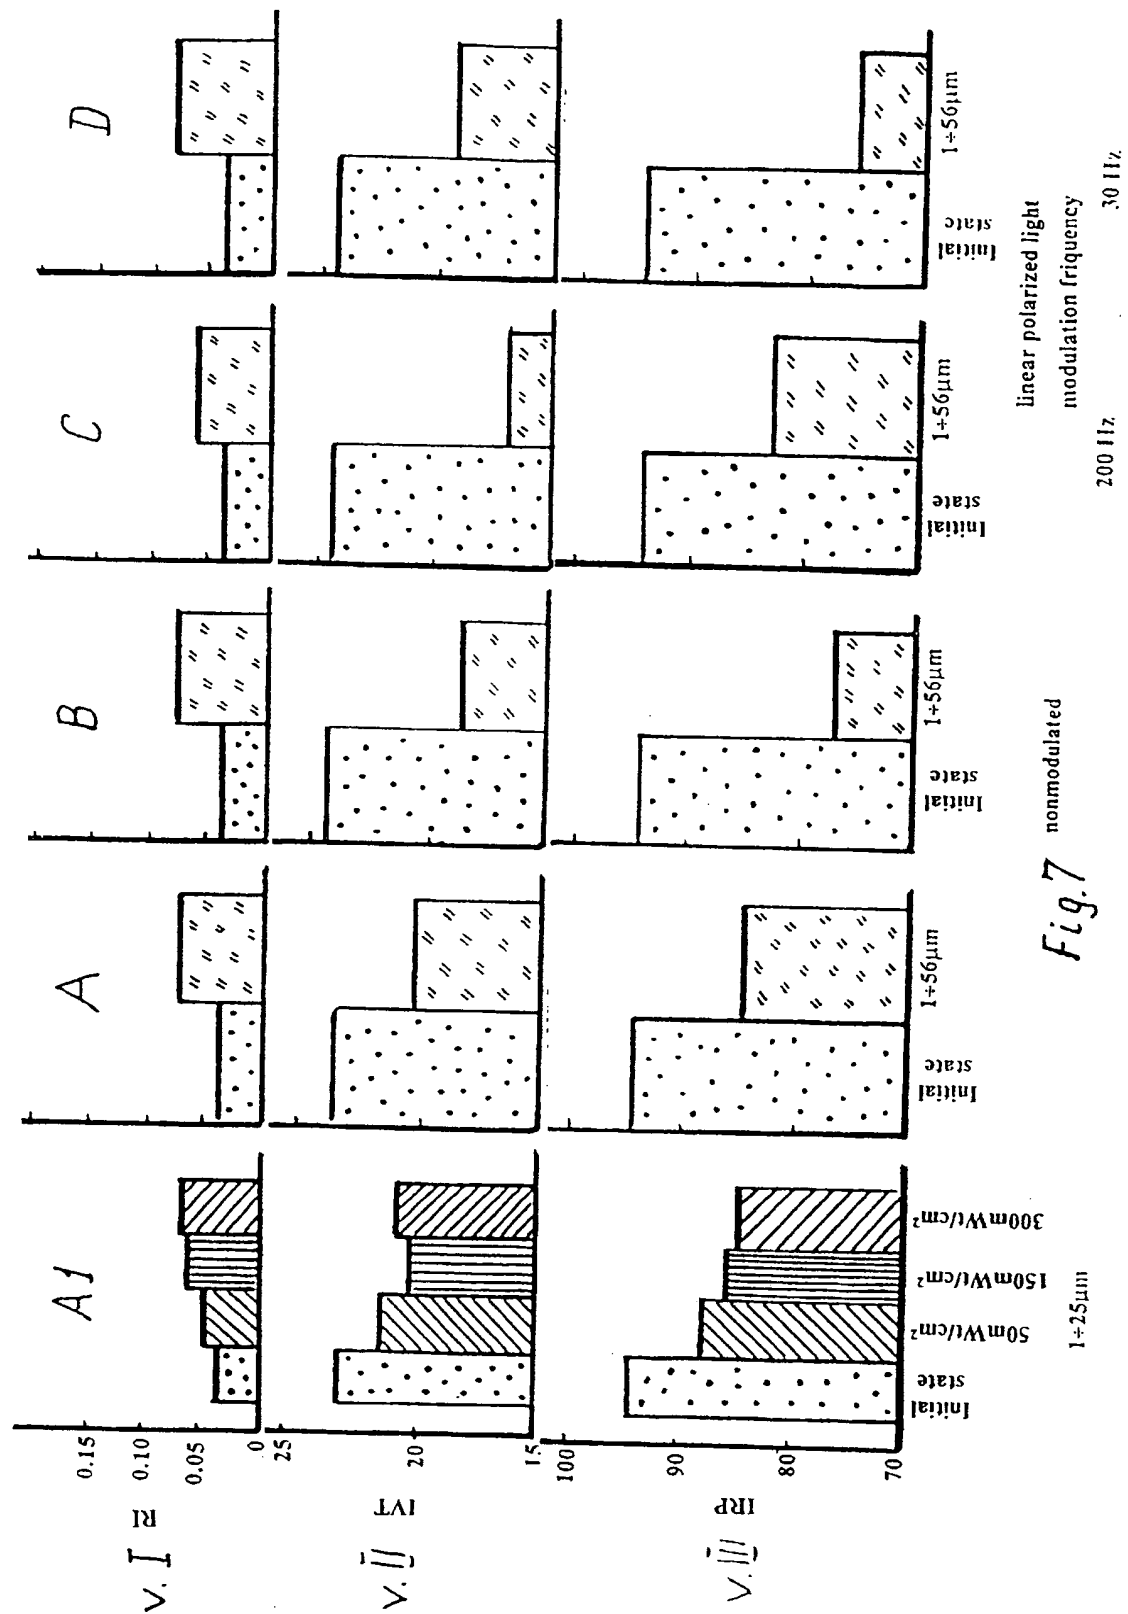 A1
A
B
C
D
v. I RI
0.15
0.10
0.05
0
v. II IVT
25
20
15
v. III IRP
100
90
80
70
Initial state
50mWt/cm²
150mWt/cm²
300mWt/cm²
1÷25µm
Initial state
1÷56µm
Initial state
1÷56µm
Initial state
1÷56µm
Initial state
1÷56µm
Fig.7 nonmodulated
linear polarized light
modulation friquency
200 Hz 30 Hz